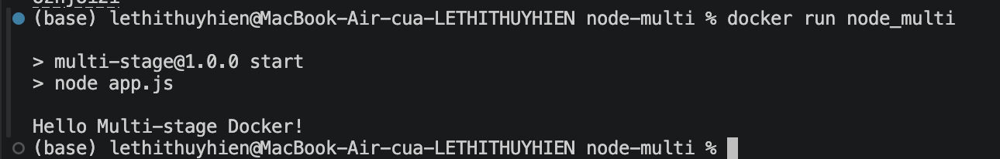 (base) lethithuyhien@MacBook-Air-cua-LETHITHUYHIEN node-multi % docker run node_multi
> multi-stage@1.0.0 start
> node app.js
Hello Multi-stage Docker!
(base) lethithuyhien@MacBook-Air-cua-LETHITHUYHIEN node-multi %